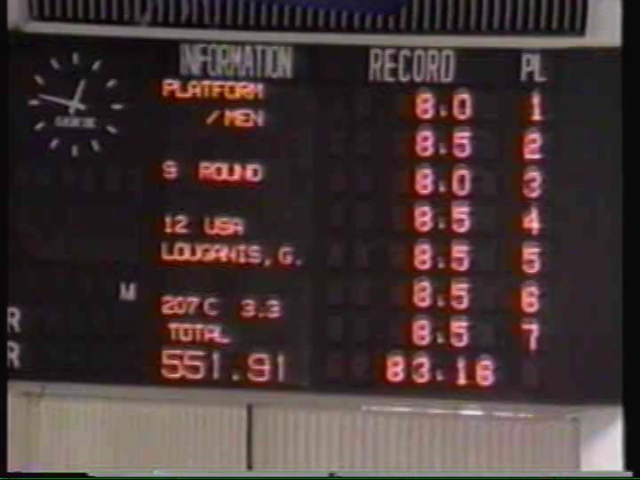 INFORMATION RECORD PL
PLATFORM 8.0 1
/MEN 8.5 2
9 ROUND 8.0 3
12 USA 8.5 4
LOUGANIS, G. 8.5 5
M
207C 3.3 8.5 6
R TOTAL 8.5 7
R 551.91 83.16